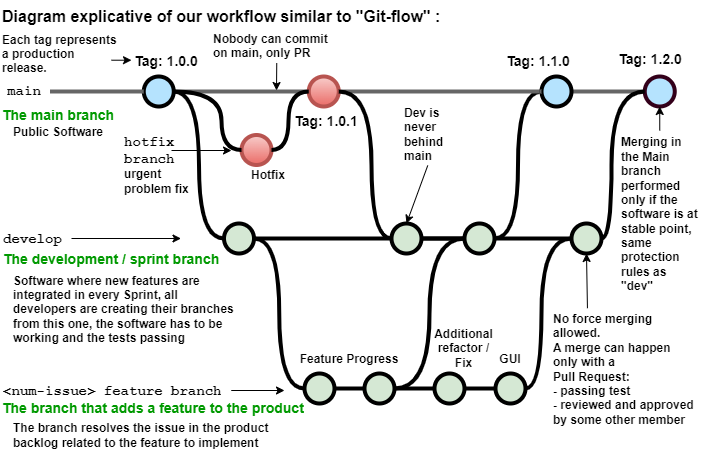 Diagram explicative of our workflow similar to "Git-flow" :
Each tag represents
a production
release.
Tag: 1.0.0
Nobody can commit
on main, only PR
Tag: 1.1.0
Tag: 1.2.0
main
The main branch
Public Software
Tag: 1.0.1
Dev is
never
behind
main
hotfix
branch
urgent
problem fix
Hotfix
Merging in
the Main
branch
performed
only if the
software is at
stable point,
same
protection
rules as
"dev"
develop
The development / sprint branch
Software where new features are
integrated in every Sprint, all
developers are creating their branches
from this one, the software has to be
working and the tests passing
No force merging
allowed.
A merge can happen
only with a
Pull Request:
- passing test
- reviewed and approved
by some other member
Feature Progress
Additional
refactor /
Fix
GUI
<num-issue> feature branch
The branch that adds a feature to the product
The branch resolves the issue in the product
backlog related to the feature to implement